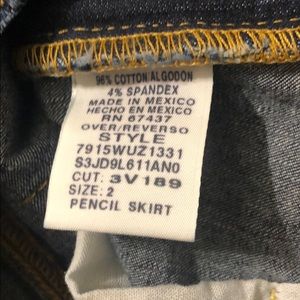 96% COTTON ALGODON
4% SPANDEX
MADE IN MEXICO
HECHO EN MEXICO
RN 67437
OVER/REVERSO
STYLE
7915WUZ1331
S3JD9L611AN0
CUT: 3V189
SIZE: 2
PENCIL SKIRT